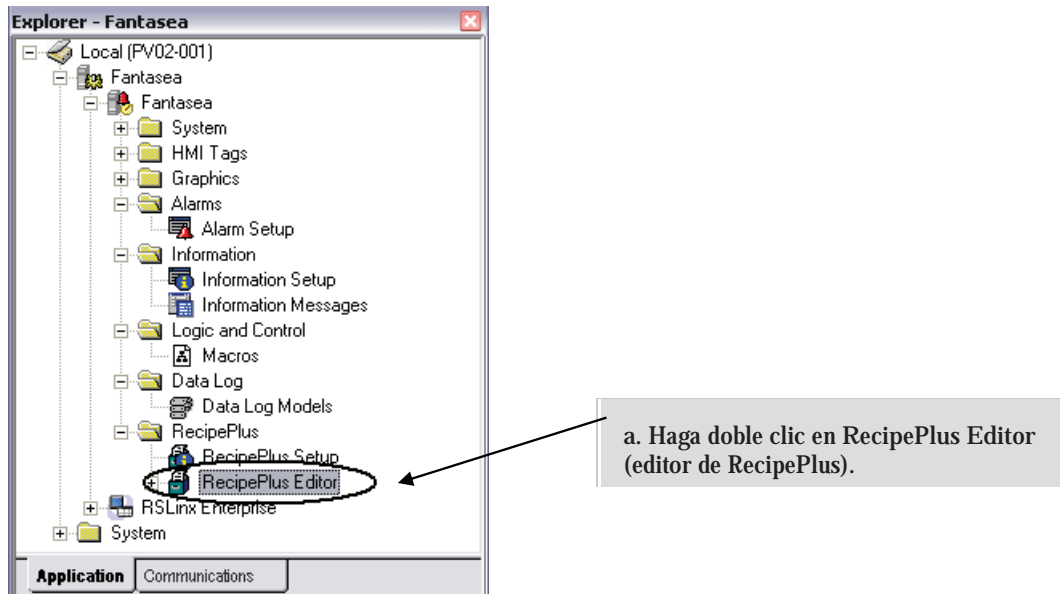 Explorer - Fantasea
Local (PV02-001)
Fantasea
Fantasea
System
HMI Tags
Graphics
Alarms
Alarm Setup
Information
Information Setup
Information Messages
Logic and Control
Macros
Data Log
Data Log Models
RecipePlus
RecipePlus Setup
RecipePlus Editor
RSLinx Enterprise
System
Application Communications
a. Haga doble clic en RecipePlus Editor
(editor de RecipePlus).